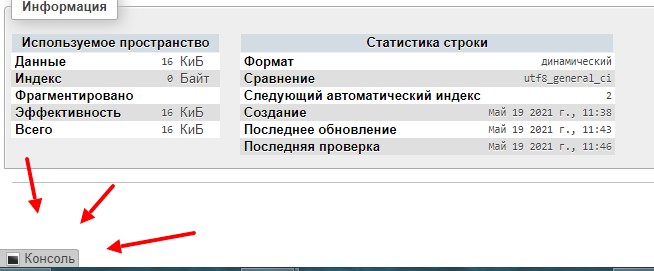 Информация
Используемое пространство
Данные 16 КиБ
Индекс 0 Байт
Фрагментировано
Эффективность 16 КиБ
Всего 16 КиБ
Статистика строки
Формат динамический
Сравнение utf8_general_ci
Следующий автоматический индекс 2
Создание Май 19 2021 г., 11:38
Последнее обновление Май 19 2021 г., 11:43
Последняя проверка Май 19 2021 г., 11:46
Консоль